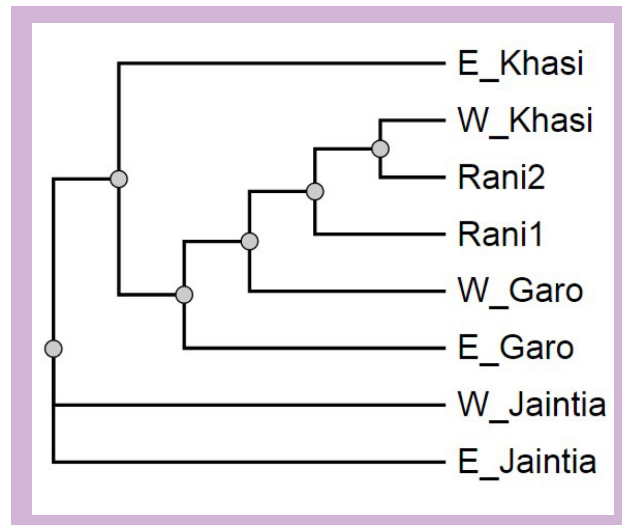 E_Khasi
W_Khasi
Rani2
Rani1
W_Garo
E_Garo
W_Jaintia
E_Jaintia